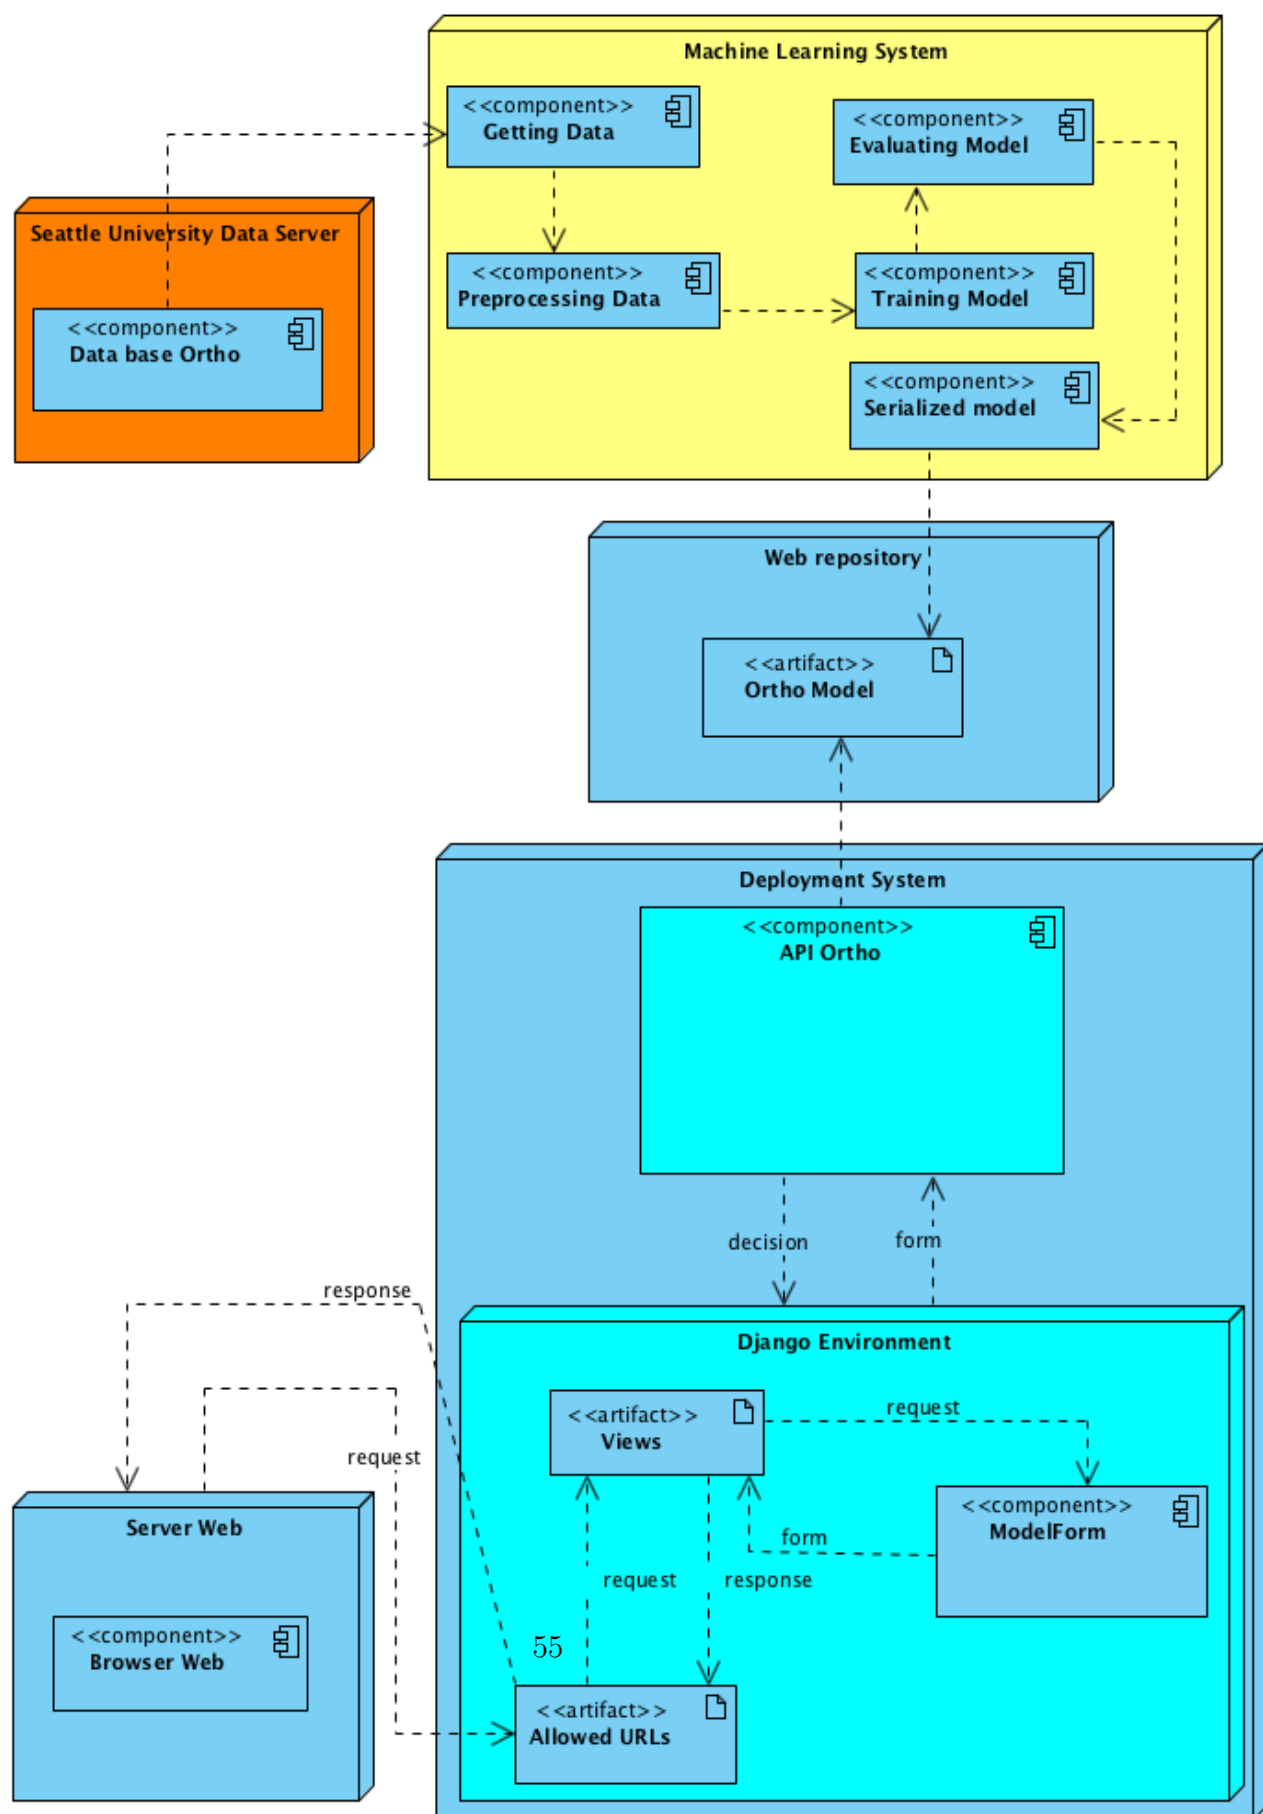 Machine Learning System
<<component>>
Getting Data
<<component>>
Evaluating Model
Seattle University Data Server
<<component>>
Data base Ortho
<<component>>
Preprocessing Data
<<component>>
Training Model
<<component>>
Serialized model
Web repository
<<artifact>>
Ortho Model
Deployment System
<<component>>
API Ortho
decision
form
response
Django Environment
<<artifact>>
Views
request
request
<<component>>
ModelForm
form
request
response
Server Web
<<component>>
Browser Web
55
<<artifact>>
Allowed URLs